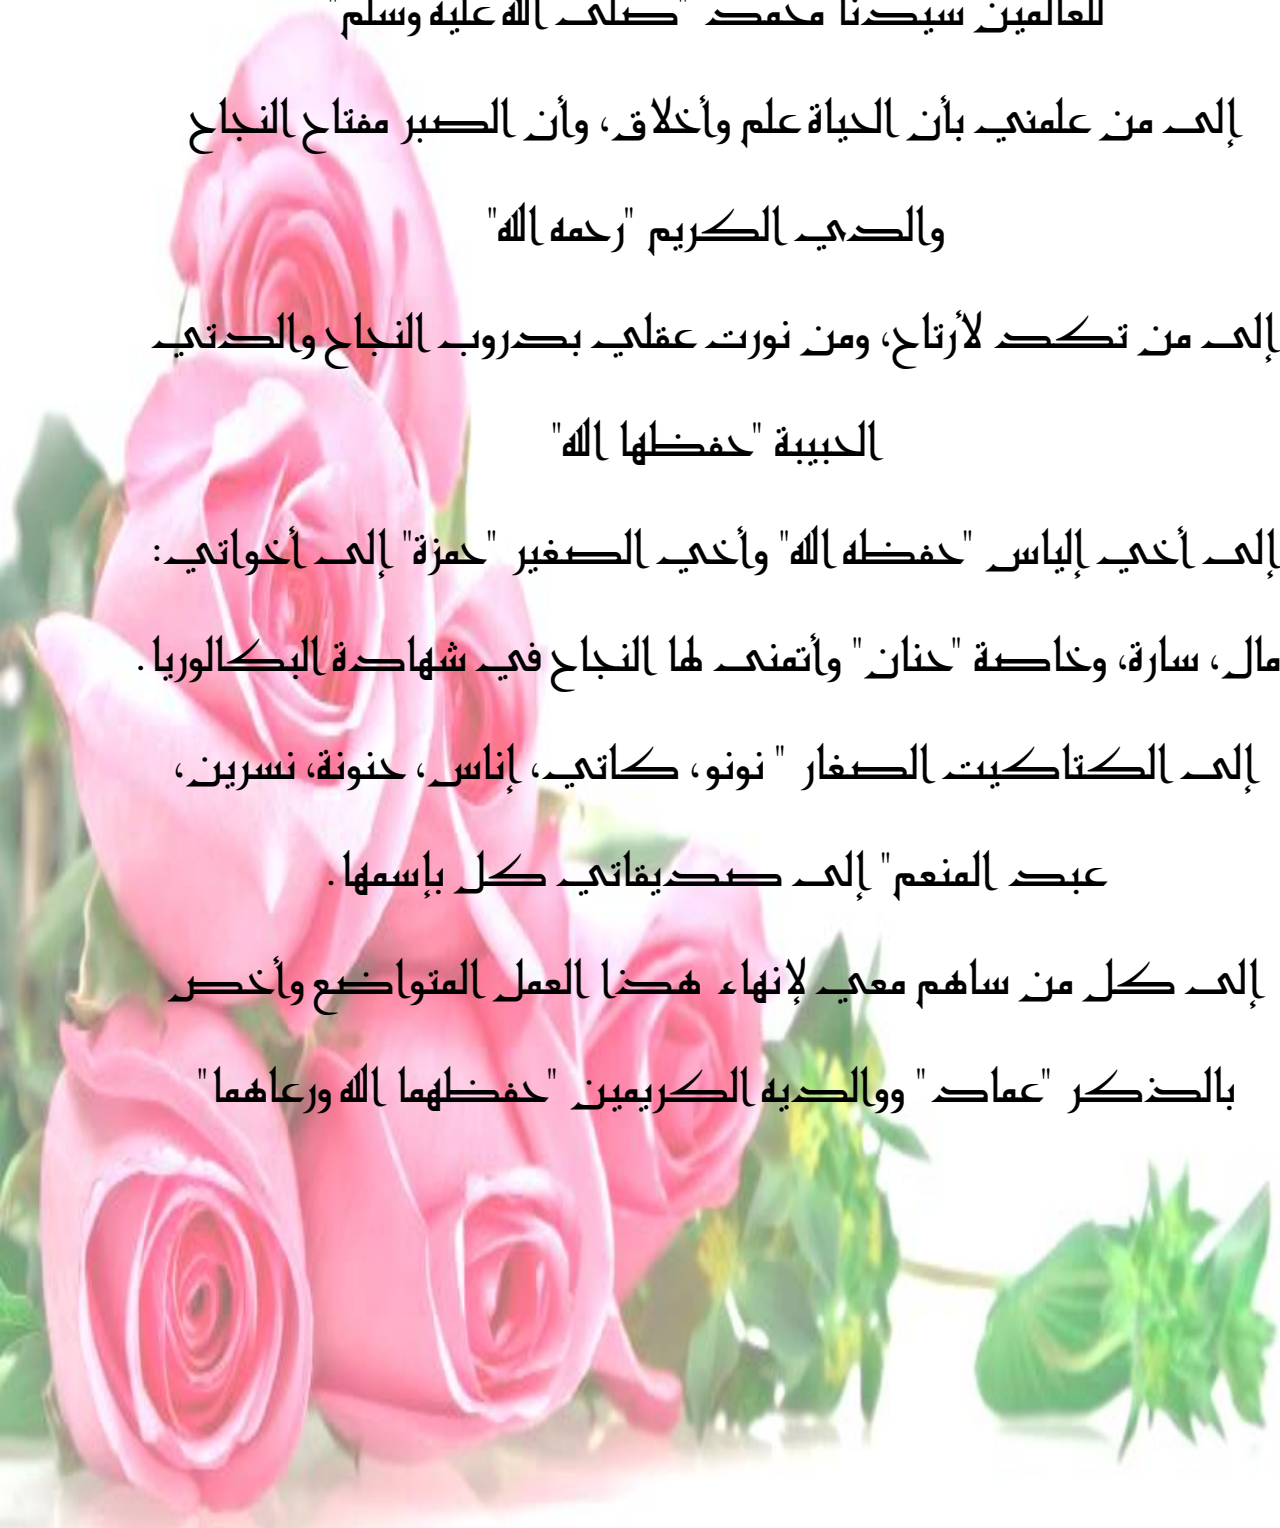 للعالمين سيدنا محمد "صلى الله عليه وسلم"
إلى من علمني بأن الحياة علم وأخلاق، وأن الصبر مفتاح النجاح
والدي الكريم "رحمه الله"
إلى من تكد لأرتاح، ومن نورت عقلي بدروب النجاح والدتي
الحبيبة "حفظها الله"
إلى أخي إلياس "حفظه الله" وأخي الصغير "حمزة" إلى أخواتي:
مال، سارة، وخاصة "حنان" وأتمنى لها النجاح في شهادة البكالوريا.
إلى الكتاكيت الصغار " نونو، كاتي، إناس، حنونة، نسرين،
عبد المنعم" إلى صديقاتي كل بإسمها.
إلى كل من ساهم معي لإنهاء هذا العمل المتواضع وأخص
بالذكر "عماد" ووالديه الكريمين "حفظهما الله ورعاهما"